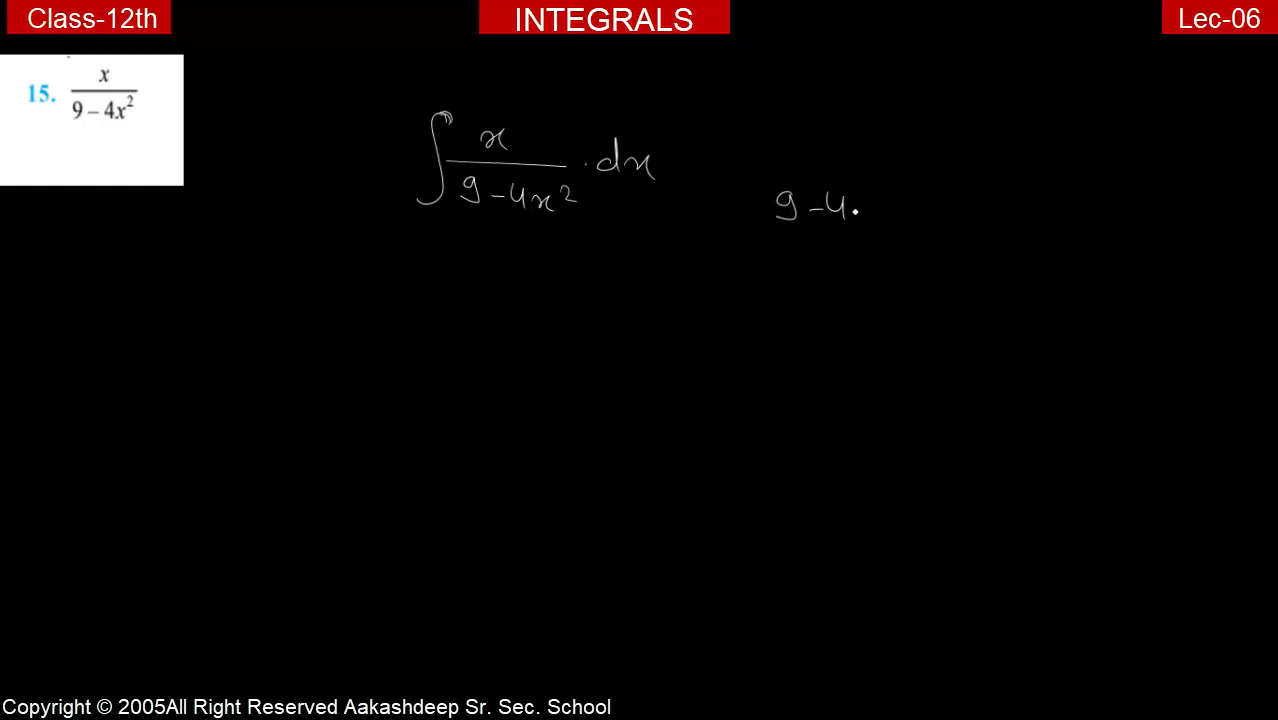 Class-12th
INTEGRALS
Lec-06
15. x / 9 – 4x²
∫ x / 9 - 4x² · dx
9 - 4
Copyright © 2005All Right Reserved Aakashdeep Sr. Sec. School